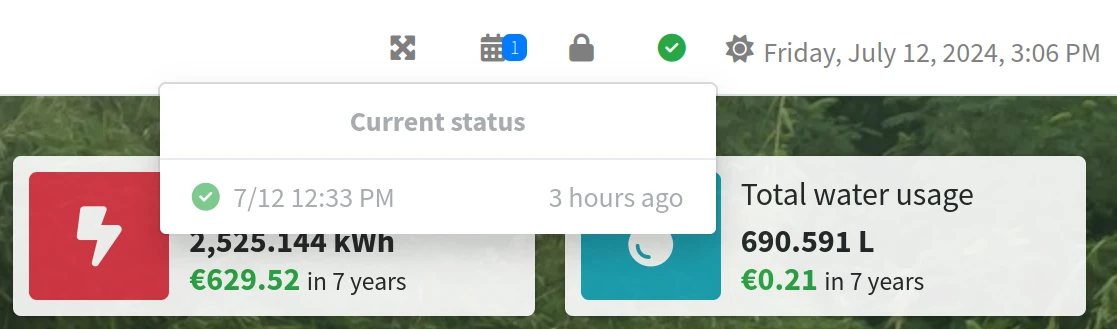 1
Friday, July 12, 2024, 3:06 PM
Current status
7/12 12:33 PM 3 hours ago
2,525.144 kWh
€629.52 in 7 years
Total water usage
690.591 L
€0.21 in 7 years